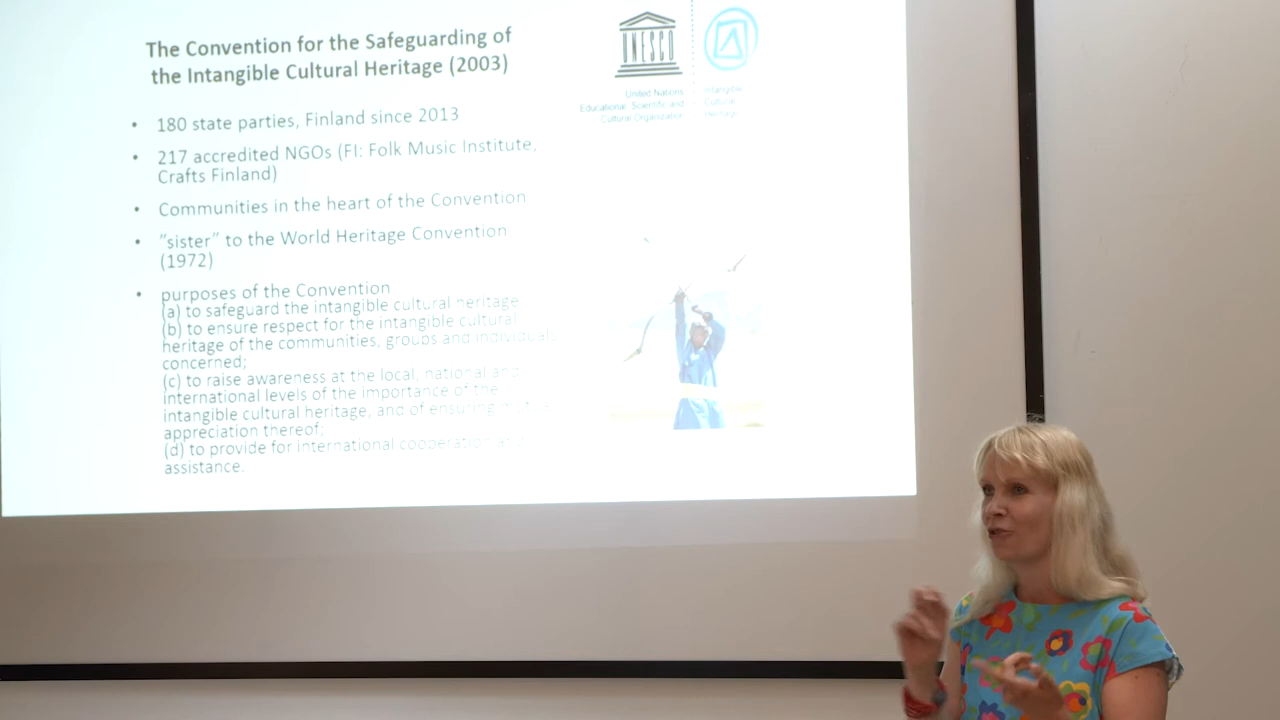 The Convention for the Safeguarding of
the Intangible Cultural Heritage (2003)
• 180 state parties, Finland since 2013
• 217 accredited NGOs (FI: Folk Music Institute,
Crafts Finland)
• Communities in the heart of the Convention
• ”sister” to the World Heritage Convention
(1972)
• purposes of the Convention
(a) to safeguard the intangible cultural heritage
(b) to ensure respect for the intangible cultural
heritage of the communities, groups and individuals
concerned;
(c) to raise awareness at the local, national and
international levels of the importance of the
intangible cultural heritage, and of ensuring mutual
appreciation thereof;
(d) to provide for international cooperation and
assistance.
UNESCO
United Nations
Educational, Scientific and
Cultural Organization
Intangible
Cultural
Heritage